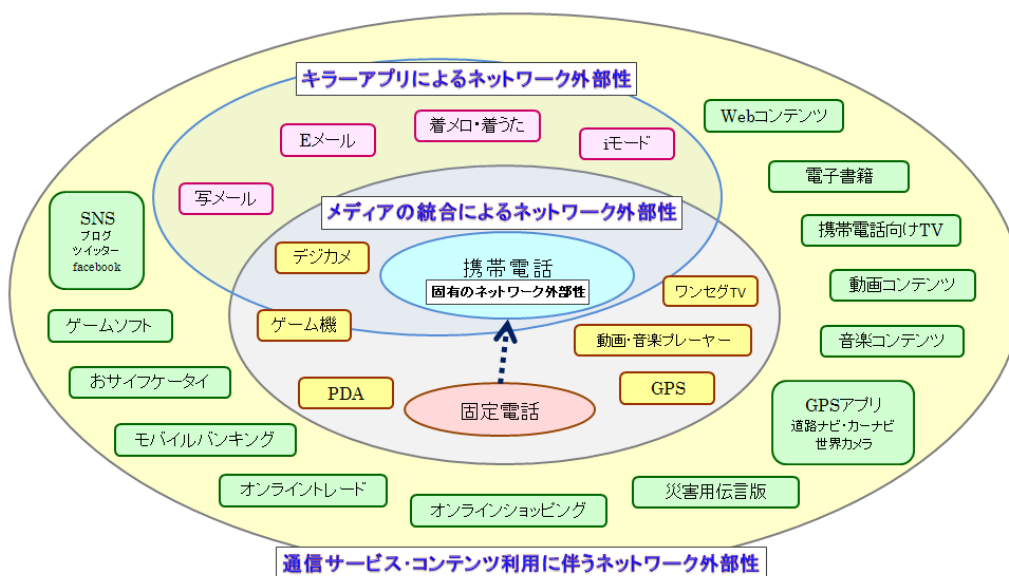 キラーアプリによるネットワーク外部性
着メロ・着うた
Eメール
iモード
写メール
Webコンテンツ
電子書籍
携帯電話向けTV
動画コンテンツ
音楽コンテンツ
SNS
ブログ
ツイッター
facebook
メディアの統合によるネットワーク外部性
デジカメ
携帯電話
固有のネットワーク外部性
ワンセグTV
ゲーム機
動画・音楽プレーヤー
PDA
GPS
固定電話
ゲームソフト
おサイフケータイ
モバイルバンキング
オンライントレード
オンラインショッピング
災害用伝言版
GPSアプリ
道路ナビ・カーナビ
世界カメラ
通信サービス・コンテンツ利用に伴うネットワーク外部性